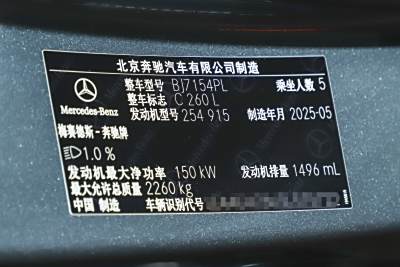 北京奔驰汽车有限公司制造
整车型号 BJ7154PL 乘坐人数 5
整车标志 C 260 L
发动机型号 254 915 制造年月 2025-05
Mercedes-Benz
梅赛德斯-奔驰牌
1.0 %
发动机最大净功率 150 kW 发动机排量 1496 mL
最大允许总质量 2260 kg
中国 制造 车辆识别代号